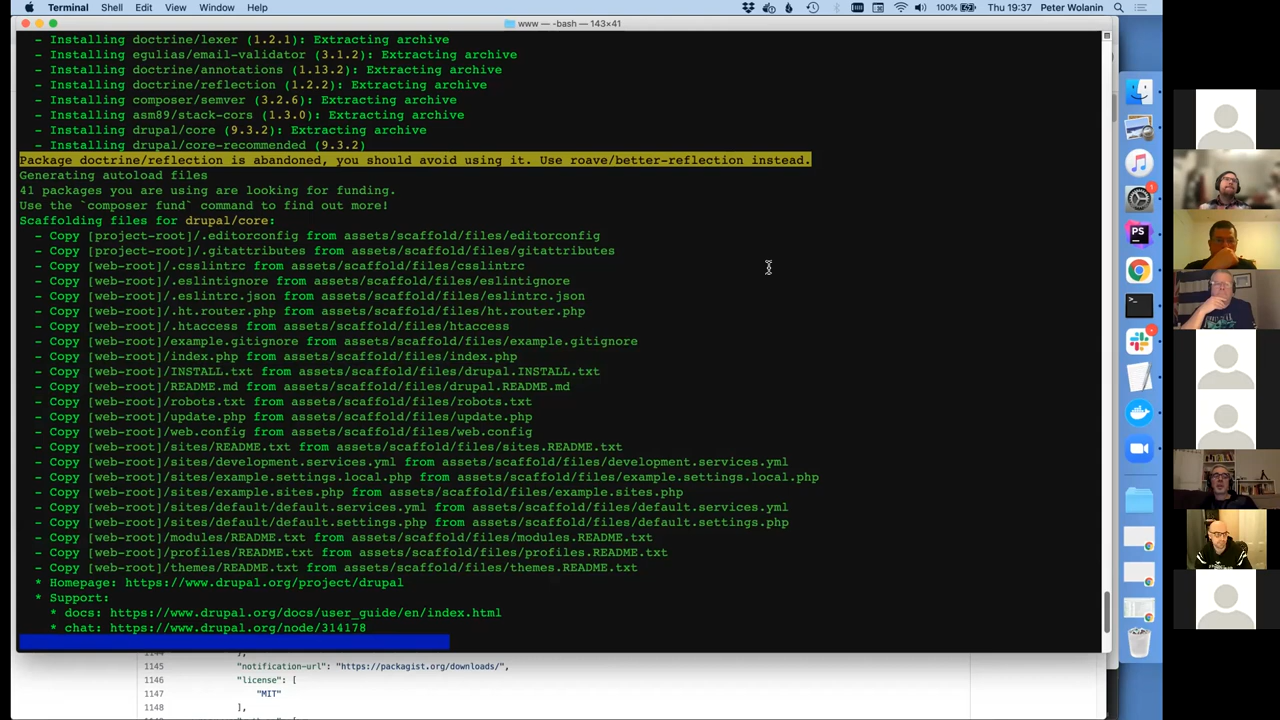 Terminal Shell Edit View Window Help 100% Thu 19:37 Peter Wolanin
www — -bash — 143×41
- Installing doctrine/lexer (1.2.1): Extracting archive
- Installing egulias/email-validator (3.1.2): Extracting archive
- Installing doctrine/annotations (1.13.2): Extracting archive
- Installing doctrine/reflection (1.2.2): Extracting archive
- Installing composer/semver (3.2.6): Extracting archive
- Installing asm89/stack-cors (1.3.0): Extracting archive
- Installing drupal/core (9.3.2): Extracting archive
- Installing drupal/core-recommended (9.3.2)
Package doctrine/reflection is abandoned, you should avoid using it. Use roave/better-reflection instead.
Generating autoload files
41 packages you are using are looking for funding.
Use the `composer fund` command to find out more!
Scaffolding files for drupal/core:
- Copy [project-root]/.editorconfig from assets/scaffold/files/editorconfig
- Copy [project-root]/.gitattributes from assets/scaffold/files/gitattributes
- Copy [web-root]/.csslintrc from assets/scaffold/files/csslintrc
- Copy [web-root]/.eslintignore from assets/scaffold/files/eslintignore
- Copy [web-root]/.eslintrc.json from assets/scaffold/files/eslintrc.json
- Copy [web-root]/.ht.router.php from assets/scaffold/files/ht.router.php
- Copy [web-root]/.htaccess from assets/scaffold/files/htaccess
- Copy [web-root]/example.gitignore from assets/scaffold/files/example.gitignore
- Copy [web-root]/index.php from assets/scaffold/files/index.php
- Copy [web-root]/INSTALL.txt from assets/scaffold/files/drupal.INSTALL.txt
- Copy [web-root]/README.md from assets/scaffold/files/drupal.README.md
- Copy [web-root]/robots.txt from assets/scaffold/files/robots.txt
- Copy [web-root]/update.php from assets/scaffold/files/update.php
- Copy [web-root]/web.config from assets/scaffold/files/web.config
- Copy [web-root]/sites/README.txt from assets/scaffold/files/sites.README.txt
- Copy [web-root]/sites/development.services.yml from assets/scaffold/files/development.services.yml
- Copy [web-root]/sites/example.settings.local.php from assets/scaffold/files/example.settings.local.php
- Copy [web-root]/sites/example.sites.php from assets/scaffold/files/example.sites.php
- Copy [web-root]/sites/default/default.services.yml from assets/scaffold/files/default.services.yml
- Copy [web-root]/sites/default/default.settings.php from assets/scaffold/files/default.settings.php
- Copy [web-root]/modules/README.txt from assets/scaffold/files/modules.README.txt
- Copy [web-root]/profiles/README.txt from assets/scaffold/files/profiles.README.txt
- Copy [web-root]/themes/README.txt from assets/scaffold/files/themes.README.txt
* Homepage: https://www.drupal.org/project/drupal
* Support:
* docs: https://www.drupal.org/docs/user_guide/en/index.html
* chat: https://www.drupal.org/node/314178
1145 "notification-url": "https://packagist.org/downloads/",
1146 "license": [
1147 "MIT"
1148 ],
PS